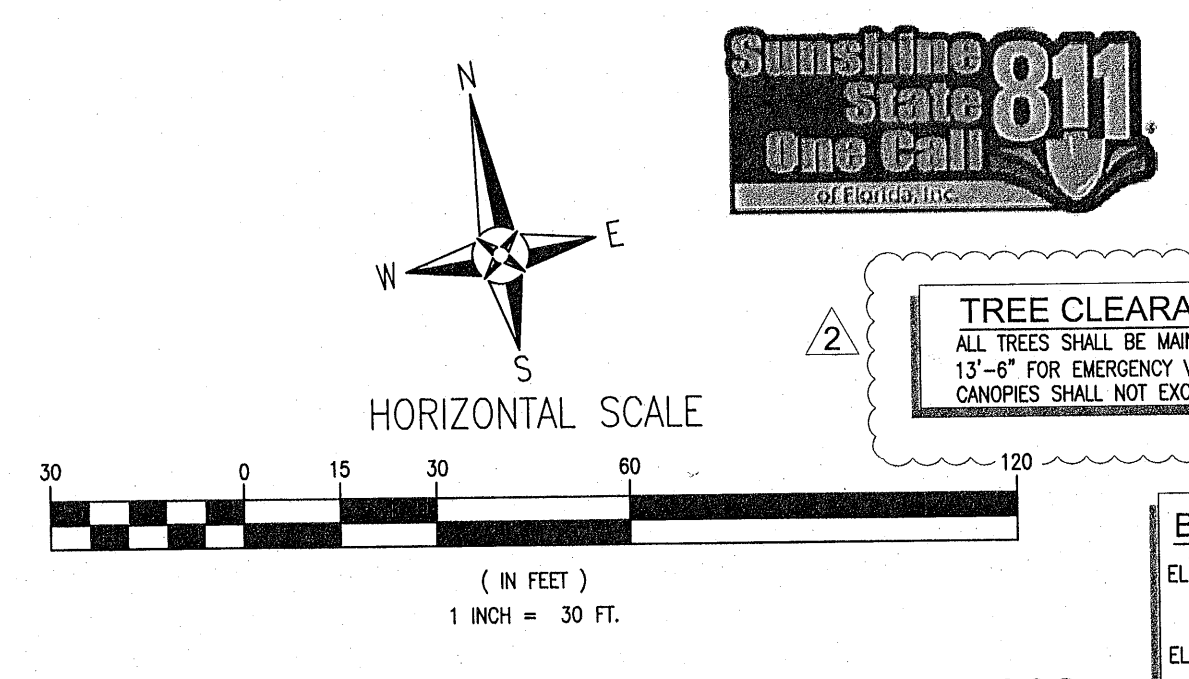 Sunshine
State
One Call
811
of Florida, Inc.
N
E
W
S
2
TREE CLEARA
ALL TREES SHALL BE MAIN
13'-6" FOR EMERGENCY V
CANOPIES SHALL NOT EXC
HORIZONTAL SCALE
30 0 15 30 60 120
( IN FEET )
1 INCH = 30 FT.
B
EL
EL